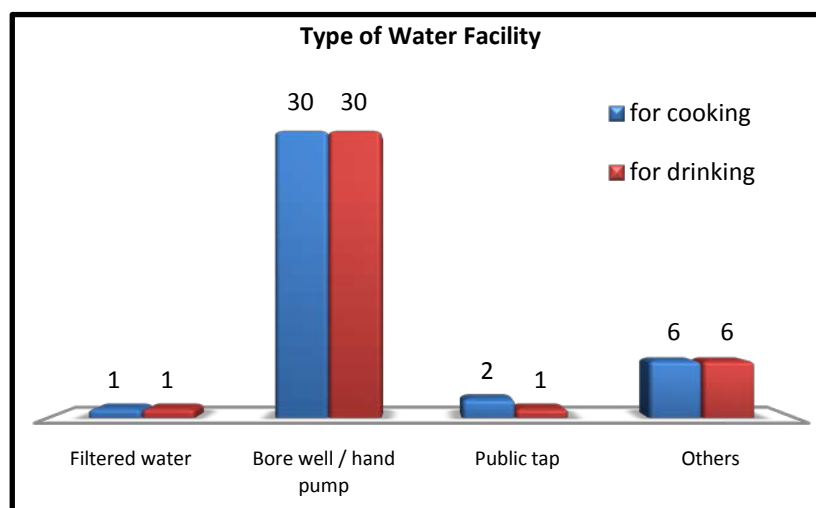 Type of Water Facility
30 30
for cooking
for drinking
1 1
2 1
6 6
Filtered water
Bore well / hand
pump
Public tap
Others